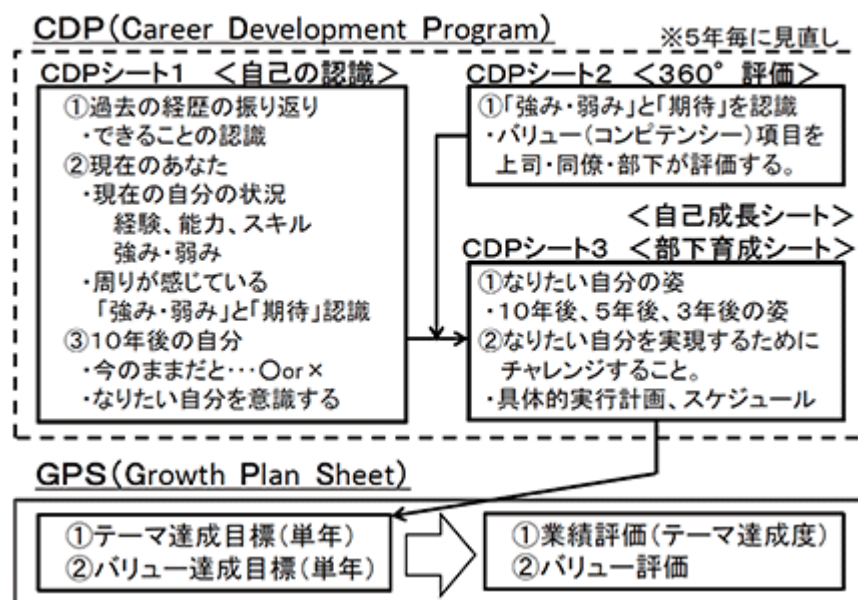 CDP(Career Development Program)
※5年毎に見直し
CDPシート1 <自己の認識>
①過去の経歴の振り返り
・できることの認識
②現在のあなた
・現在の自分の状況
経験、能力、スキル
強み・弱み
・周りが感じている
「強み・弱み」と「期待」認識
③10年後の自分
・今のままだと…〇or×
・なりたい自分を意識する
CDPシート2 <360°評価>
①「強み・弱み」と「期待」を認識
・バリュー(コンピテンシー)項目を
上司・同僚・部下が評価する。
<自己成長シート>
CDPシート3 <部下育成シート>
①なりたい自分の姿
・10年後、5年後、3年後の姿
②なりたい自分を実現するために
チャレンジすること。
・具体的実行計画、スケジュール
GPS(Growth Plan Sheet)
①テーマ達成目標(単年)
②バリュー達成目標(単年)
①業績評価(テーマ達成度)
②バリュー評価